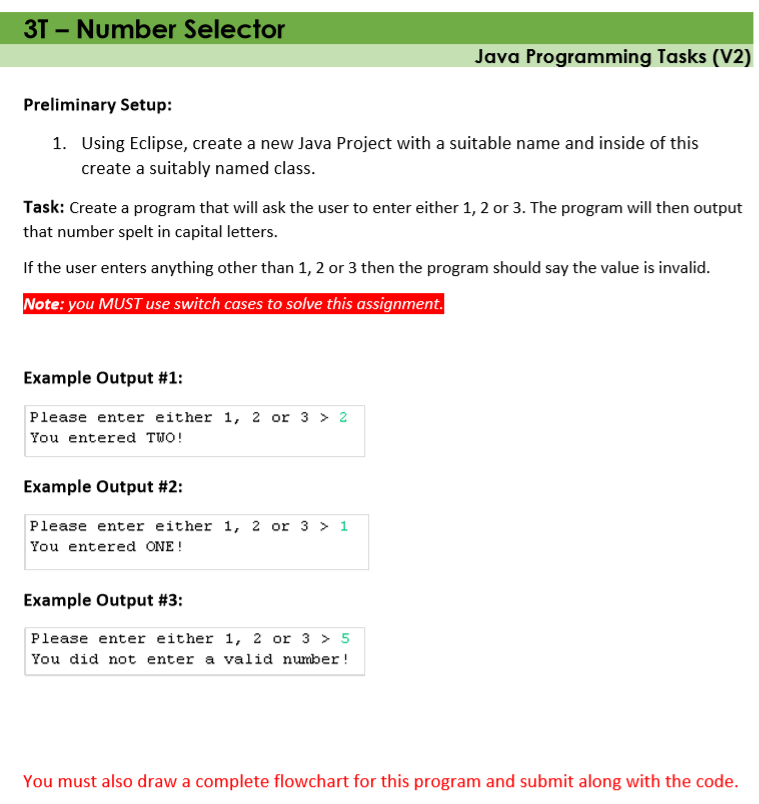 3T – Number Selector
Java Programming Tasks (V2)
Preliminary Setup:
1. Using Eclipse, create a new Java Project with a suitable name and inside of this
create a suitably named class.
Task: Create a program that will ask the user to enter either 1, 2 or 3. The program will then output
that number spelt in capital letters.
If the user enters anything other than 1, 2 or 3 then the program should say the value is invalid.
Note: you MUST use switch cases to solve this assignment.
Example Output #1:
Please enter either 1, 2 or 3 > 2
You entered TWO!
Example Output #2:
Please enter either 1, 2 or 3 > 1
You entered ONE!
Example Output #3:
Please enter either 1, 2 or 3 > 5
You did not enter a valid number!
You must also draw a complete flowchart for this program and submit along with the code.